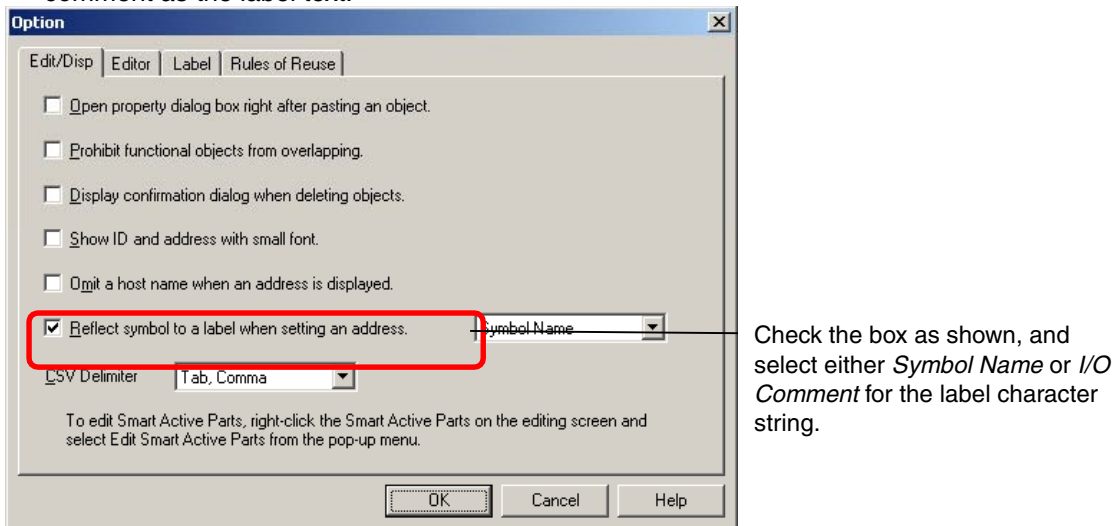 comment as the label text.
Option
Edit/Disp Editor Label Rules of Reuse
Open property dialog box right after pasting an object.
Prohibit functional objects from overlapping.
Display confirmation dialog when deleting objects.
Show ID and address with small font.
Omit a host name when an address is displayed.
Reflect symbol to a label when setting an address. Symbol Name
CSV Delimiter Tab, Comma
To edit Smart Active Parts, right-click the Smart Active Parts on the editing screen and
select Edit Smart Active Parts from the pop-up menu.
OK Cancel Help
Check the box as shown, and
select either Symbol Name or I/O
Comment for the label character
string.